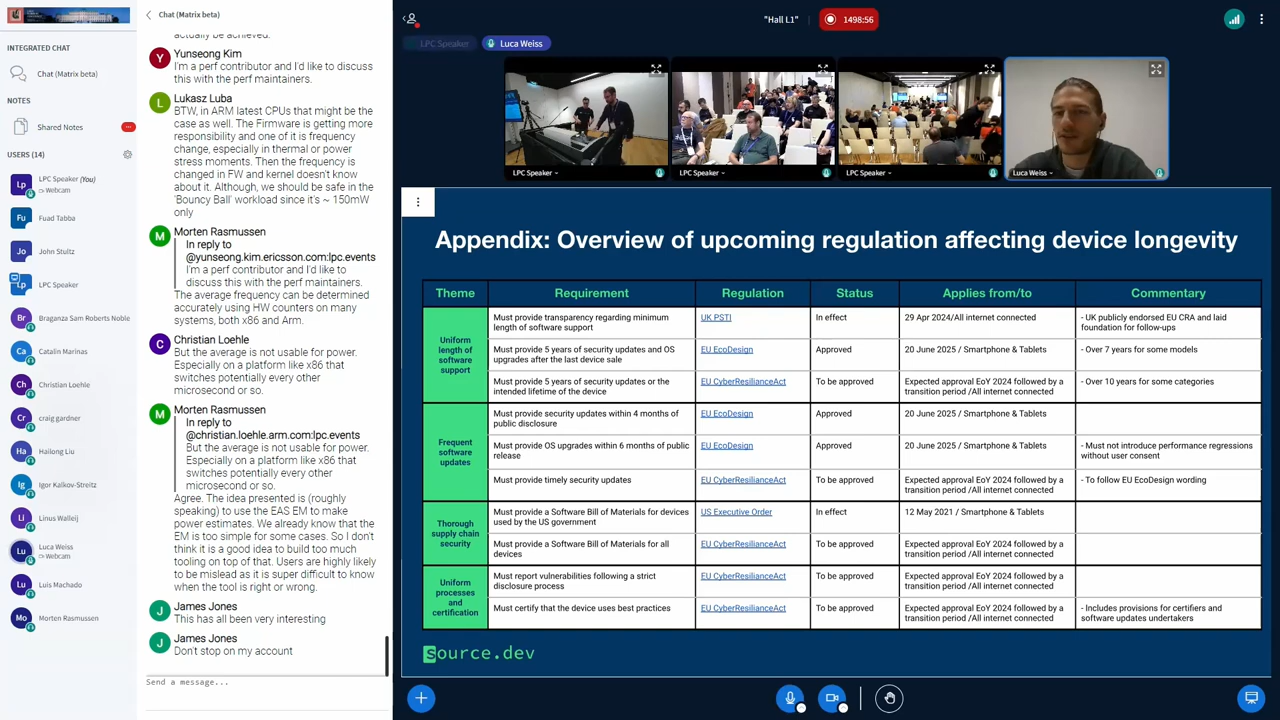 INTEGRATED CHAT
Chat (Matrix beta)
NOTES
Shared Notes
USERS (14)
Lp
LPC Speaker (You)
Webcam
Fu
Fuad Tabba
Jo
John Stultz
Lp
LPC Speaker
Br
Braganza Sam Roberts Noble
Ca
Catalin Marinas
Ch
Christian Loehle
Cr
craig gardner
Ha
Hailong Liu
Ig
Igor Kalkov-Streitz
Li
Linus Walleij
Lu
Luca Weiss
Webcam
Lu
Luis Machado
Mo
Morten Rasmussen
Chat (Matrix beta)
actually be achieved.
Y
Yunseong Kim
I'm a perf contributor and I'd like to discuss
this with the perf maintainers.
L
Lukasz Luba
BTW, in ARM latest CPUs that might be the
case as well. The Firmware is getting more
responsibility and one of it is frequency
change, especially in thermal or power
stress moments. Then the frequency is
changed in FW and kernel doesn't know
about it. Although, we should be safe in the
'Bouncy Ball' workload since it's ~ 150mW
only
M
Morten Rasmussen
In reply to
@yunseong.kim.ericsson.com:lpc.events
I'm a perf contributor and I'd like to
discuss this with the perf maintainers.
The average frequency can be determined
accurately using HW counters on many
systems, both x86 and Arm.
C
Christian Loehle
But the average is not usable for power.
Especially on a platform like x86 that
switches potentially every other
microsecond or so.
M
Morten Rasmussen
In reply to
@christian.loehle.arm.com:lpc.events
But the average is not usable for power.
Especially on a platform like x86 that
switches potentially every other
microsecond or so.
Agree. The idea presented is (roughly
speaking) to use the EAS EM to make
power estimates. We already know that the
EM is too simple for some cases. So I don't
think it is a good idea to build too much
tooling on top of that. Users are highly likely
to be mislead as it is super difficult to know
when the tool is right or wrong.
J
James Jones
This has all been very interesting
J
James Jones
Don't stop on my account
Send a message...
"Hall L1"
1498:56
LPC Speaker
Luca Weiss
LPC Speaker
LPC Speaker
LPC Speaker
Luca Weiss
Appendix: Overview of upcoming regulation affecting device longevity
Theme Requirement Regulation Status Applies from/to Commentary
Uniform
length of
software
support
Must provide transparency regarding minimum
length of software support
UK PSTI
In effect
29 Apr 2024/All internet connected
- UK publicly endorsed EU CRA and laid
foundation for follow-ups
Must provide 5 years of security updates and OS
upgrades after the last device sale
EU EcoDesign
Approved
20 June 2025 / Smartphone & Tablets
- Over 7 years for some models
Must provide 5 years of security updates or the
intended lifetime of the device
EU CyberResilianceAct
To be approved
Expected approval EoY 2024 followed by a
transition period /All internet connected
- Over 10 years for some categories
Frequent
software
updates
Must provide security updates within 4 months of
public disclosure
EU EcoDesign
Approved
20 June 2025 / Smartphone & Tablets
Must provide OS upgrades within 6 months of public
release
EU EcoDesign
Approved
20 June 2025 / Smartphone & Tablets
- Must not introduce performance regressions
without user consent
Must provide timely security updates
EU CyberResilianceAct
To be approved
Expected approval EoY 2024 followed by a
transition period /All internet connected
- To follow EU EcoDesign wording
Thorough
supply chain
security
Must provide a Software Bill of Materials for devices
used by the US government
US Executive Order
In effect
12 May 2021 / Smartphone & Tablets
Must provide a Software Bill of Materials for all
devices
EU CyberResilianceAct
To be approved
Expected approval EoY 2024 followed by a
transition period /All internet connected
Uniform
processes
and
certification
Must report vulnerabilities following a strict
disclosure process
EU CyberResilianceAct
To be approved
Expected approval EoY 2024 followed by a
transition period /All internet connected
Must certify that the device uses best practices
EU CyberResilianceAct
To be approved
Expected approval EoY 2024 followed by a
transition period /All internet connected
- Includes provisions for certifiers and
software updates undertakers
source.dev